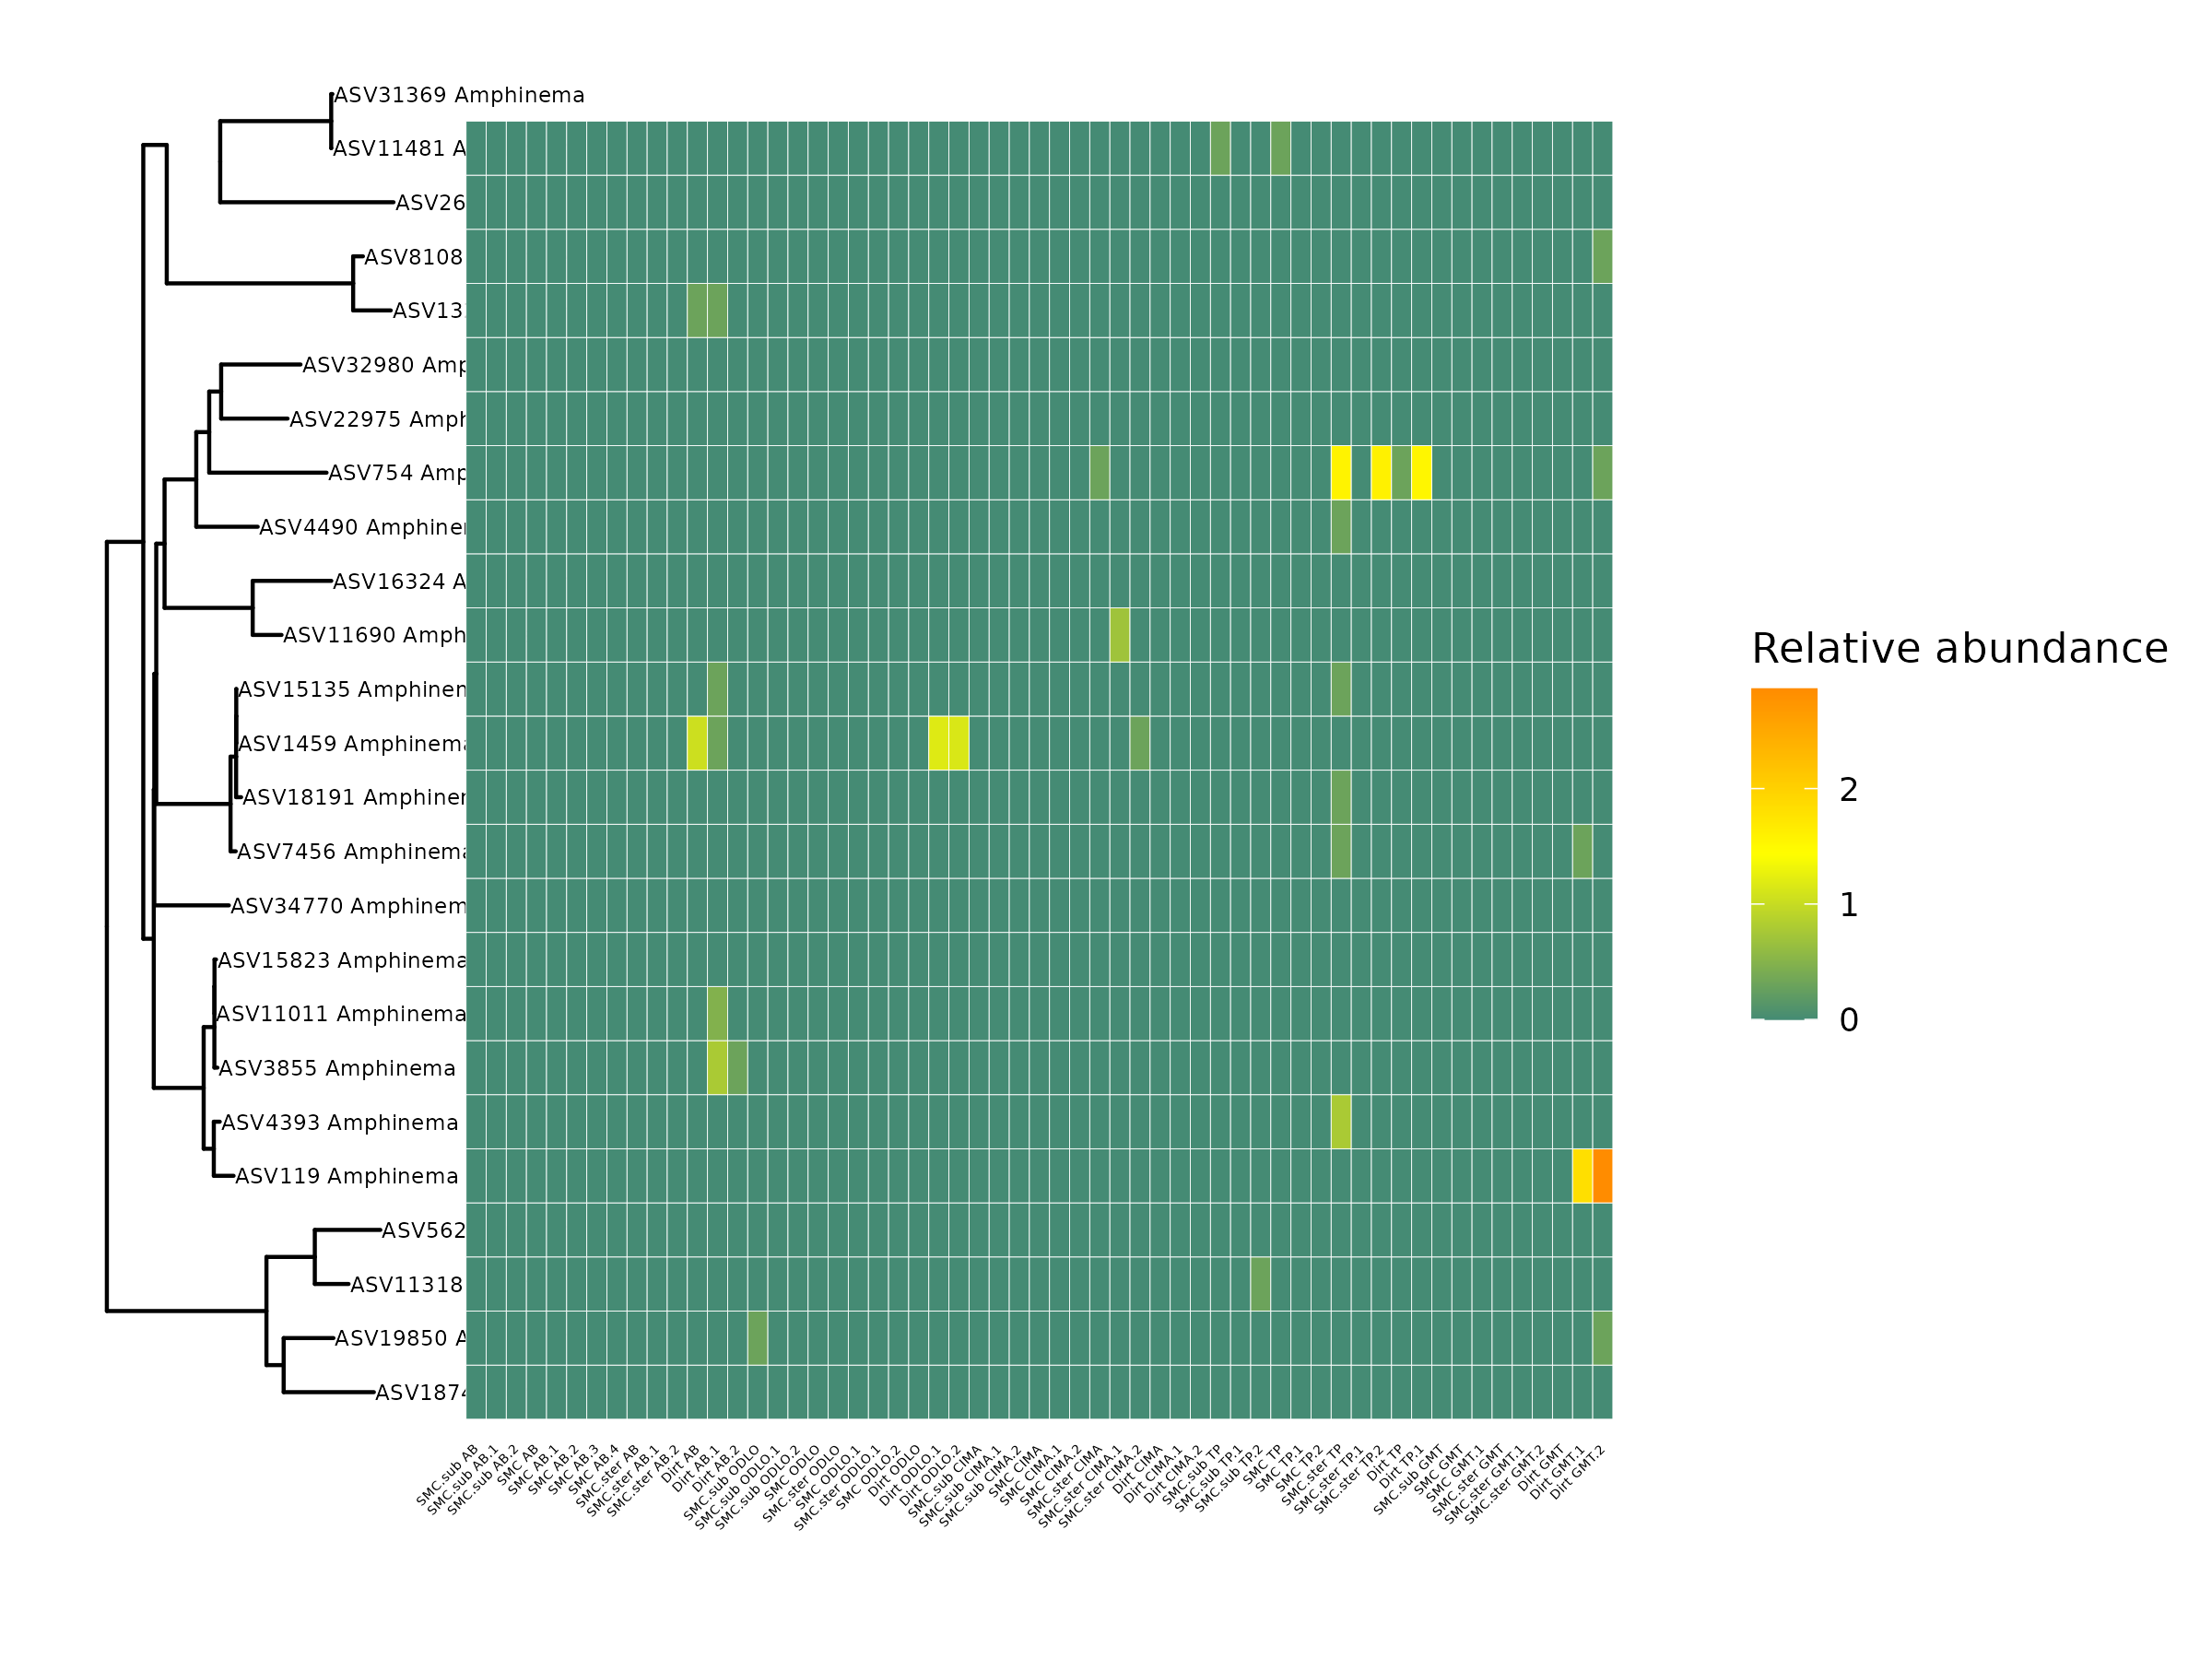 ASV31369 Amphinema
ASV11481 A
ASV26
ASV8108
ASV13
ASV32980 Amp
ASV22975 Amph
ASV754 Amp
ASV4490 Amphine
ASV16324 A
ASV11690 Amph
ASV15135 Amphinem
ASV1459 Amphinema
ASV18191 Amphinem
ASV7456 Amphinema
ASV34770 Amphinem
ASV15823 Amphinema
ASV11011 Amphinema
ASV3855 Amphinema
ASV4393 Amphinema
ASV119 Amphinema
ASV562
ASV11318
ASV19850 A
ASV1874
Relative abundance
2
1
0
SMC.sub AB
SMC.sub AB.1
SMC.sub AB.2
SMC AB
SMC AB.1
SMC AB.2
SMC AB.3
SMC AB.4
SMC.ster AB
SMC.ster AB.1
SMC.ster AB.2
Dirt AB
Dirt AB.1
Dirt AB.2
SMC.sub ODLO
SMC.sub ODLO.1
SMC.sub ODLO.2
SMC ODLO
SMC.ster ODLO
SMC ODLO.1
SMC.ster ODLO.1
SMC ODLO.2
Dirt ODLO
Dirt ODLO.1
Dirt ODLO.2
SMC.sub CIMA
SMC.sub CIMA.1
SMC.sub CIMA.2
SMC CIMA
SMC CIMA.1
SMC CIMA.2
SMC.ster CIMA
SMC.ster CIMA.1
SMC.ster CIMA.2
Dirt CIMA
Dirt CIMA.1
Dirt CIMA.2
SMC.sub TP
SMC.sub TP.1
SMC.sub TP.2
SMC TP
SMC TP.1
SMC TP.2
SMC.ster TP
SMC.ster TP.1
SMC.ster TP.2
Dirt TP
Dirt TP.1
SMC.sub GMT
SMC GMT
SMC GMT.1
SMC.ster GMT
SMC.ster GMT.1
SMC.ster GMT.2
Dirt GMT
Dirt GMT.1
Dirt GMT.2